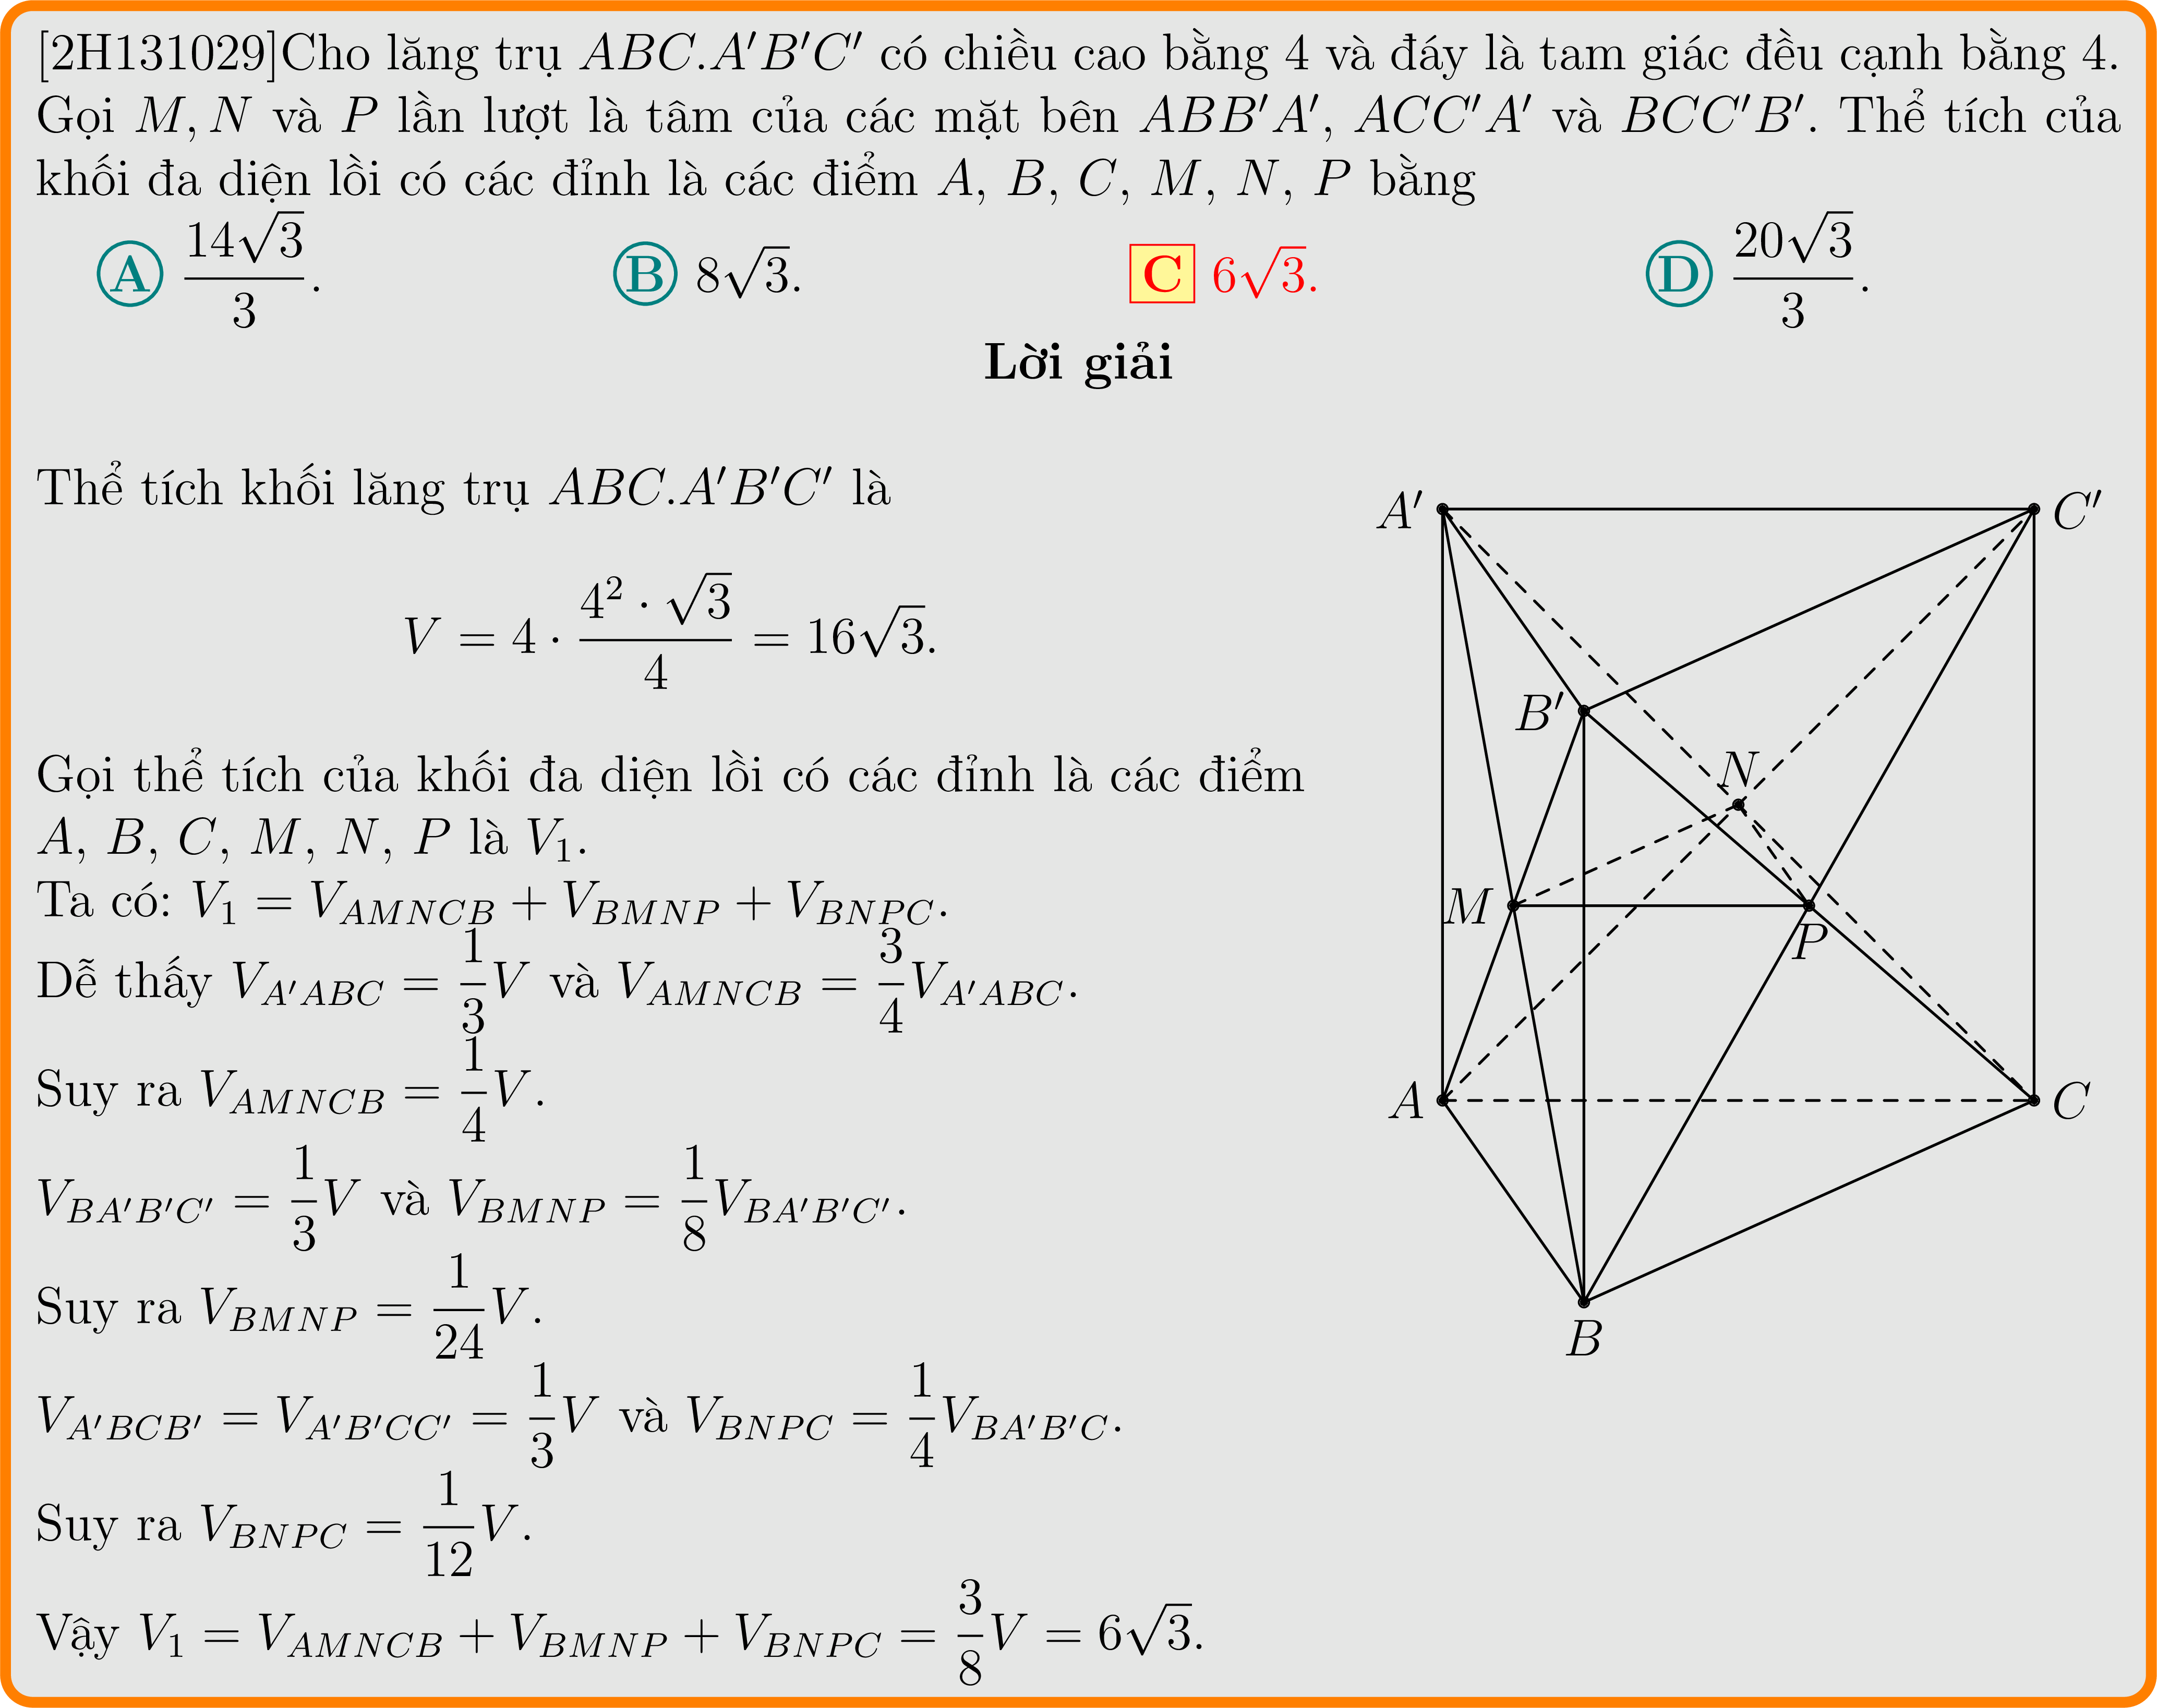 [2H131029]Cho lăng trụ ABC.A′B′C′ có chiều cao bằng 4 và đáy là tam giác đều cạnh bằng 4.
Gọi M, N và P lần lượt là tâm của các mặt bên ABB′A′, ACC′A′ và BCC′B′. Thể tích của
khối đa diện lồi có các đỉnh là các điểm A, B, C, M, N, P bằng
A $\frac{14\sqrt{3}}{3}$. B $8\sqrt{3}$. C $6\sqrt{3}$. D $\frac{20\sqrt{3}}{3}$.
Lời giải
Thể tích khối lăng trụ ABC.A′B′C′ là
$V = 4 \cdot \frac{4^2 \cdot \sqrt{3}}{4} = 16\sqrt{3}.$
Gọi thể tích của khối đa diện lồi có các đỉnh là các điểm
A, B, C, M, N, P là $V_1$.
Ta có: $V_1 = V_{AMNCB} + V_{BMNP} + V_{BNPC}$.
Dễ thấy $V_{A'ABC} = \frac{1}{3}V$ và $V_{AMNCB} = \frac{3}{4}V_{A'ABC}$.
Suy ra $V_{AMNCB} = \frac{1}{4}V$.
$V_{BA'B'C'} = \frac{1}{3}V$ và $V_{BMNP} = \frac{1}{8}V_{BA'B'C'}$.
Suy ra $V_{BMNP} = \frac{1}{24}V$.
$V_{A'BCB'} = V_{A'B'CC'} = \frac{1}{3}V$ và $V_{BNPC} = \frac{1}{4}V_{BA'B'C}$.
Suy ra $V_{BNPC} = \frac{1}{12}V$.
Vậy $V_1 = V_{AMNCB} + V_{BMNP} + V_{BNPC} = \frac{3}{8}V = 6\sqrt{3}$.
A′
C′
B′
N
M
P
A
C
B